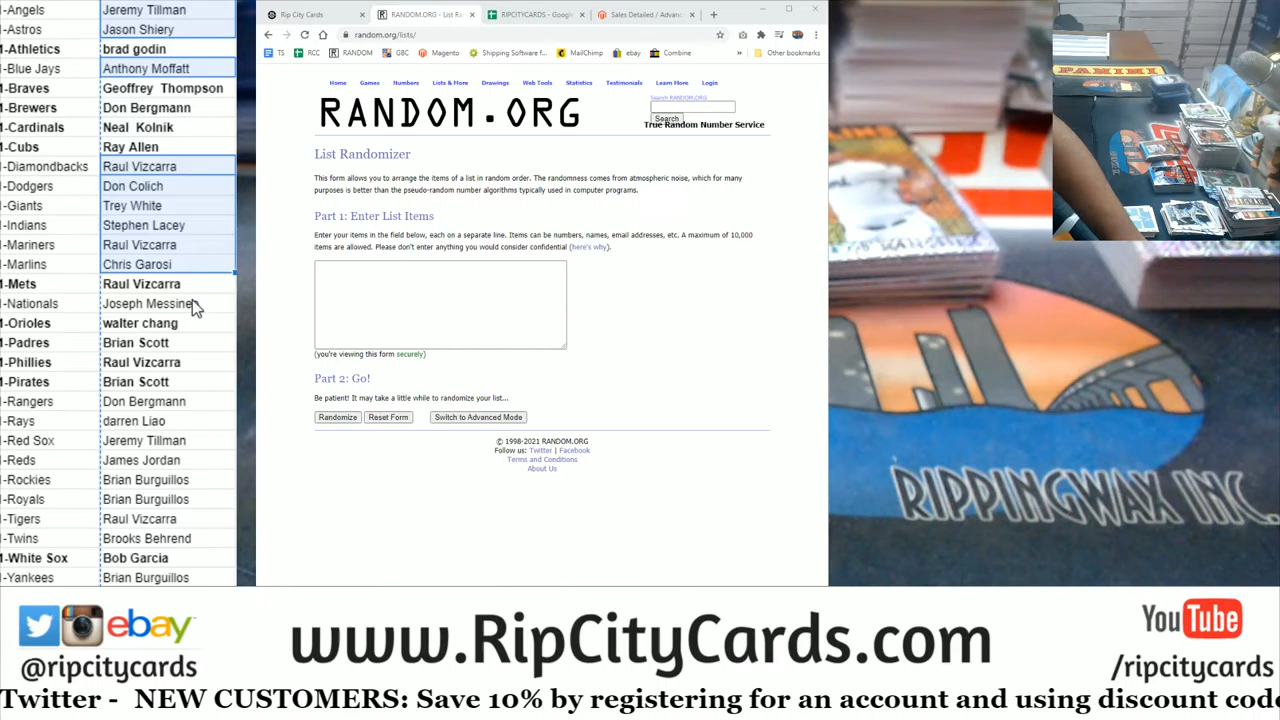 -Angels Jeremy Tillman
-Astros Jason Shiery
-Athletics brad godin
-Blue Jays Anthony Moffatt
-Braves Geoffrey Thompson
-Brewers Don Bergmann
-Cardinals Neal Kolnik
-Cubs Ray Allen
-Diamondbacks Raul Vizcarra
-Dodgers Don Colich
-Giants Trey White
-Indians Stephen Lacey
-Mariners Raul Vizcarra
-Marlins Chris Garosi
-Mets Raul Vizcarra
-Nationals Joseph
-Orioles walter chang
-Padres Brian Scott
-Phillies Raul Vizcarra
-Pirates Brian Scott
-Rangers Don Bergmann
-Rays darren Liao
-Red Sox Jeremy Tillman
-Reds James Jordan
-Rockies Brian Burguillos
-Royals Brian Burguillos
-Tigers Raul Vizcarra
-Twins Brooks Behrend
-White Sox Bob Garcia
-Yankees Brian Burguillos
Rip City Cards
RANDOM.ORG - List Ra
RIPCITYCARDS - Google
Sales Detailed / Advanc
random.org/lists/
TS RCC RANDOM GBC Magento Shipping Software f... MailChimp ebay Combine » Other bookmarks
Home Games Numbers Lists & More Drawings Web Tools Statistics Testimonials Learn More Login
RANDOM.ORG
Search RANDOM.ORG
Search
True Random Number Service
List Randomizer
This form allows you to arrange the items of a list in random order. The randomness comes from atmospheric noise, which for many
purposes is better than the pseudo-random number algorithms typically used in computer programs.
Part 1: Enter List Items
Enter your items in the field below, each on a separate line. Items can be numbers, names, email addresses, etc. A maximum of 10,000
items are allowed. Please don't enter anything you would consider confidential (here's why).
(you're viewing this form securely)
Part 2: Go!
Be patient! It may take a little while to randomize your list...
Randomize Reset Form Switch to Advanced Mode
© 1998-2021 RANDOM.ORG
Follow us: Twitter | Facebook
Terms and Conditions
About Us
PANINI
RIPPINGWAX INC.
ebay
@ripcitycards
www.RipCityCards.com
YouTube
/ripcitycards
Twitter - NEW CUSTOMERS: Save 10% by registering for an account and using discount code